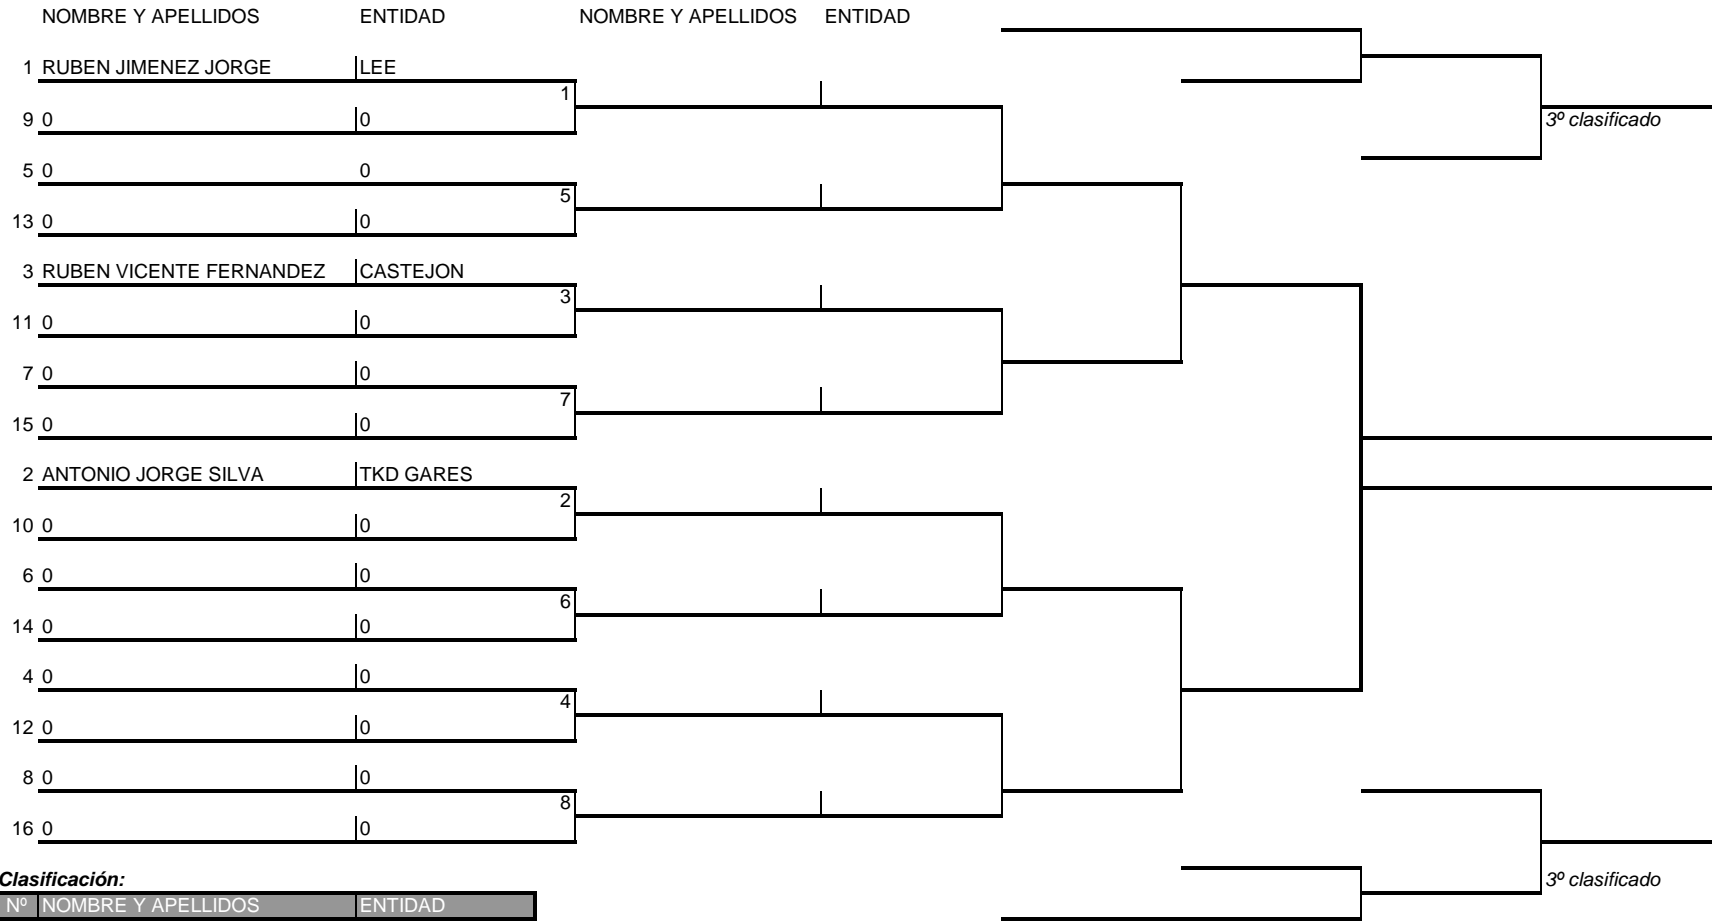 NOMBRE Y APELLIDOS ENTIDAD NOMBRE Y APELLIDOS ENTIDAD
1 RUBEN JIMENEZ JORGE LEE
1
9 0 0
3º clasificado
5 0 0
5
13 0 0
3 RUBEN VICENTE FERNANDEZ CASTEJON
3
11 0 0
7 0 0
7
15 0 0
2 ANTONIO JORGE SILVA TKD GARES
2
10 0 0
6 0 0
6
14 0 0
4 0 0
4
12 0 0
8 0 0
8
16 0 0
Clasificación: 3º clasificado
Nº NOMBRE Y APELLIDOS ENTIDAD